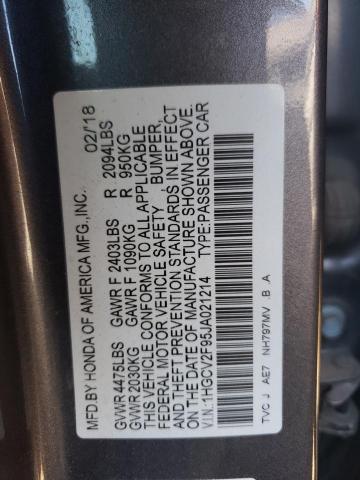 MFD.BY HONDA OF AMERICA MFG.,INC. 02/'18
GVWR 4475LBS GAWR F 2403LBS R 2094LBS
GVWR 2030KG GAWR F 1090KG R 950KG
THIS VEHICLE CONFORMS TO ALL APPLICABLE
FEDERAL MOTOR VEHICLE SAFETY , BUMPER,
AND THEFT PREVENTION STANDARDS IN EFFECT
ON THE DATE OF MANUFACTURE SHOWN ABOVE.
V.I.N.:1HGCV2F95JA021214 TYPE:PASSENGER CAR
TVC J AE7 NH797MV .B .A